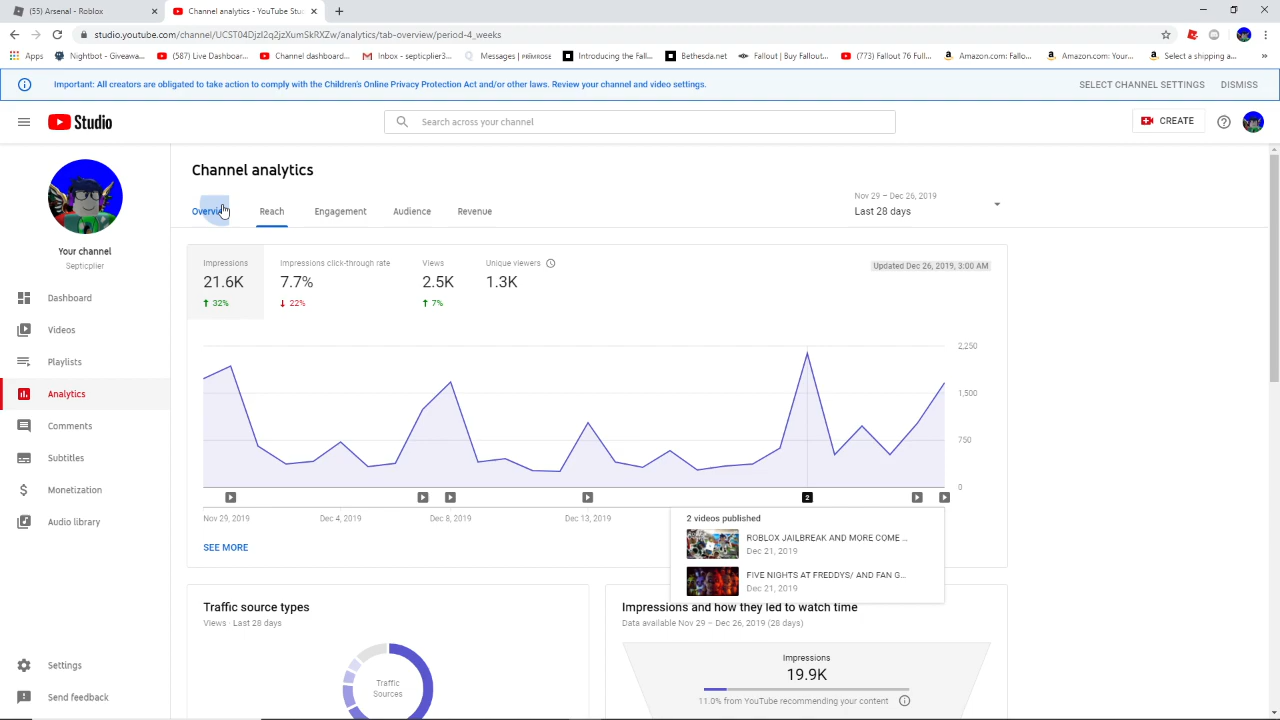 (55) Arsenal - Roblox
Channel analytics - YouTube Stud
studio.youtube.com/channel/UCST04DjzI2q2jzXumSkRXZw/analytics/tab-overview/period-4_weeks
Apps
Nightbot - Giveawa...
(587) Live Dashboa...
Channel dashboard...
Inbox - septicplier3...
Messages | ᴘʀɪᴍʀᴏsᴇ
Introducing Amount
Bethesda.net
Fallout | Buy Fallout...
(773) Fallout 76 Full...
Amazon.com: Fallo...
Amazon.com: Your...
Select a shipping a...
Important: All creators are obligated to take action to comply with the Children's Online Privacy Protection Act and/or other laws. Review your channel and video settings.
SELECT CHANNEL SETTINGS
DISMISS
Studio
Search across your channel
CREATE
Channel analytics
Nov 29 – Dec 26, 2019
Last 28 days
Overview
Reach
Engagement
Audience
Revenue
Your channel
Septicplier
Dashboard
Videos
Playlists
Analytics
Comments
Subtitles
Monetization
Audio library
Settings
Send feedback
Impressions
21.6K
32%
Impressions click-through rate
7.7%
22%
Views
2.5K
7%
Unique viewers
1.3K
Updated Dec 26, 2019, 3:00 AM
2,250
1,500
750
0
2
Nov 29, 2019
Dec 4, 2019
Dec 8, 2019
Dec 13, 2019
2 videos published
ROBLOX JAILBREAK AND MORE COME ...
Dec 21, 2019
FIVE NIGHTS AT FREDDYS/ AND FAN G...
Dec 21, 2019
SEE MORE
Traffic source types
Views · Last 28 days
Traffic
Sources
Impressions and how they led to watch time
Data available Nov 29 – Dec 26, 2019 (28 days)
Impressions
19.9K
11.0% from YouTube recommending your content